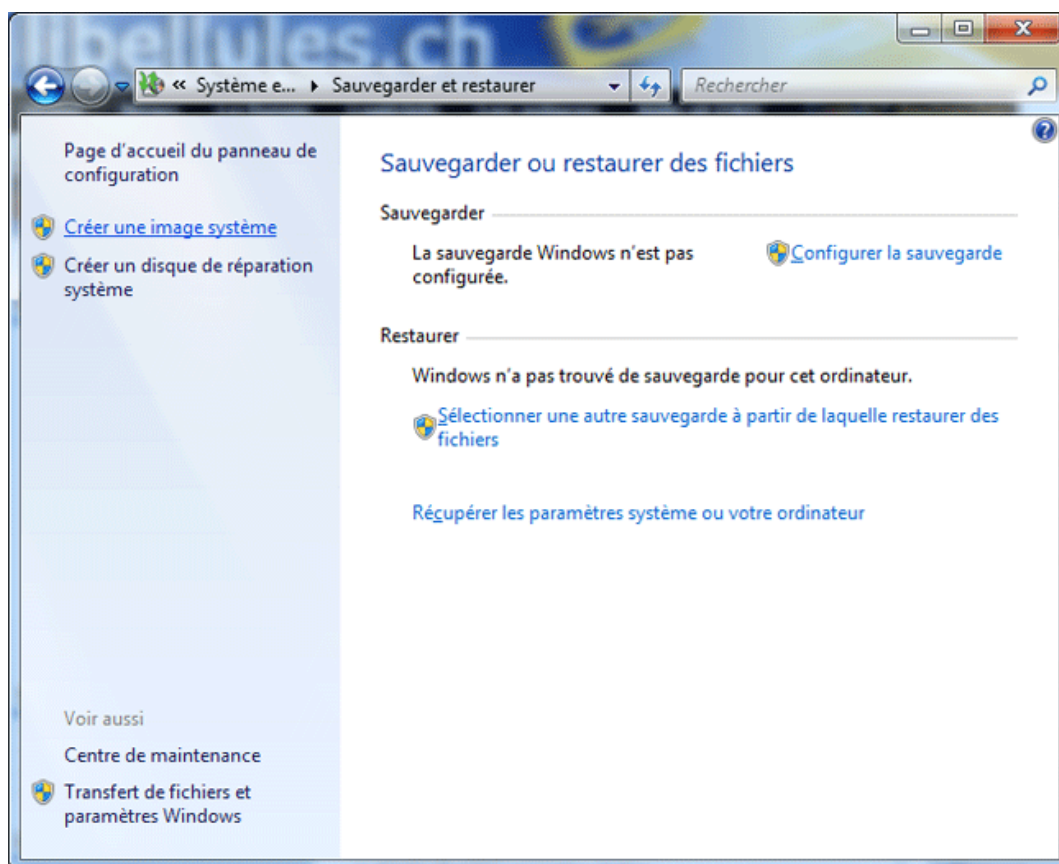 libellules.ch
« Système e... ▸ Sauvegarder et restaurer
Rechercher
Page d'accueil du panneau de
configuration
Créer une image système
Créer un disque de réparation
système
Voir aussi
Centre de maintenance
Transfert de fichiers et
paramètres Windows
Sauvegarder ou restaurer des fichiers
Sauvegarder
La sauvegarde Windows n'est pas
configurée.
Configurer la sauvegarde
Restaurer
Windows n'a pas trouvé de sauvegarde pour cet ordinateur.
Sélectionner une autre sauvegarde à partir de laquelle restaurer des
fichiers
Récupérer les paramètres système ou votre ordinateur